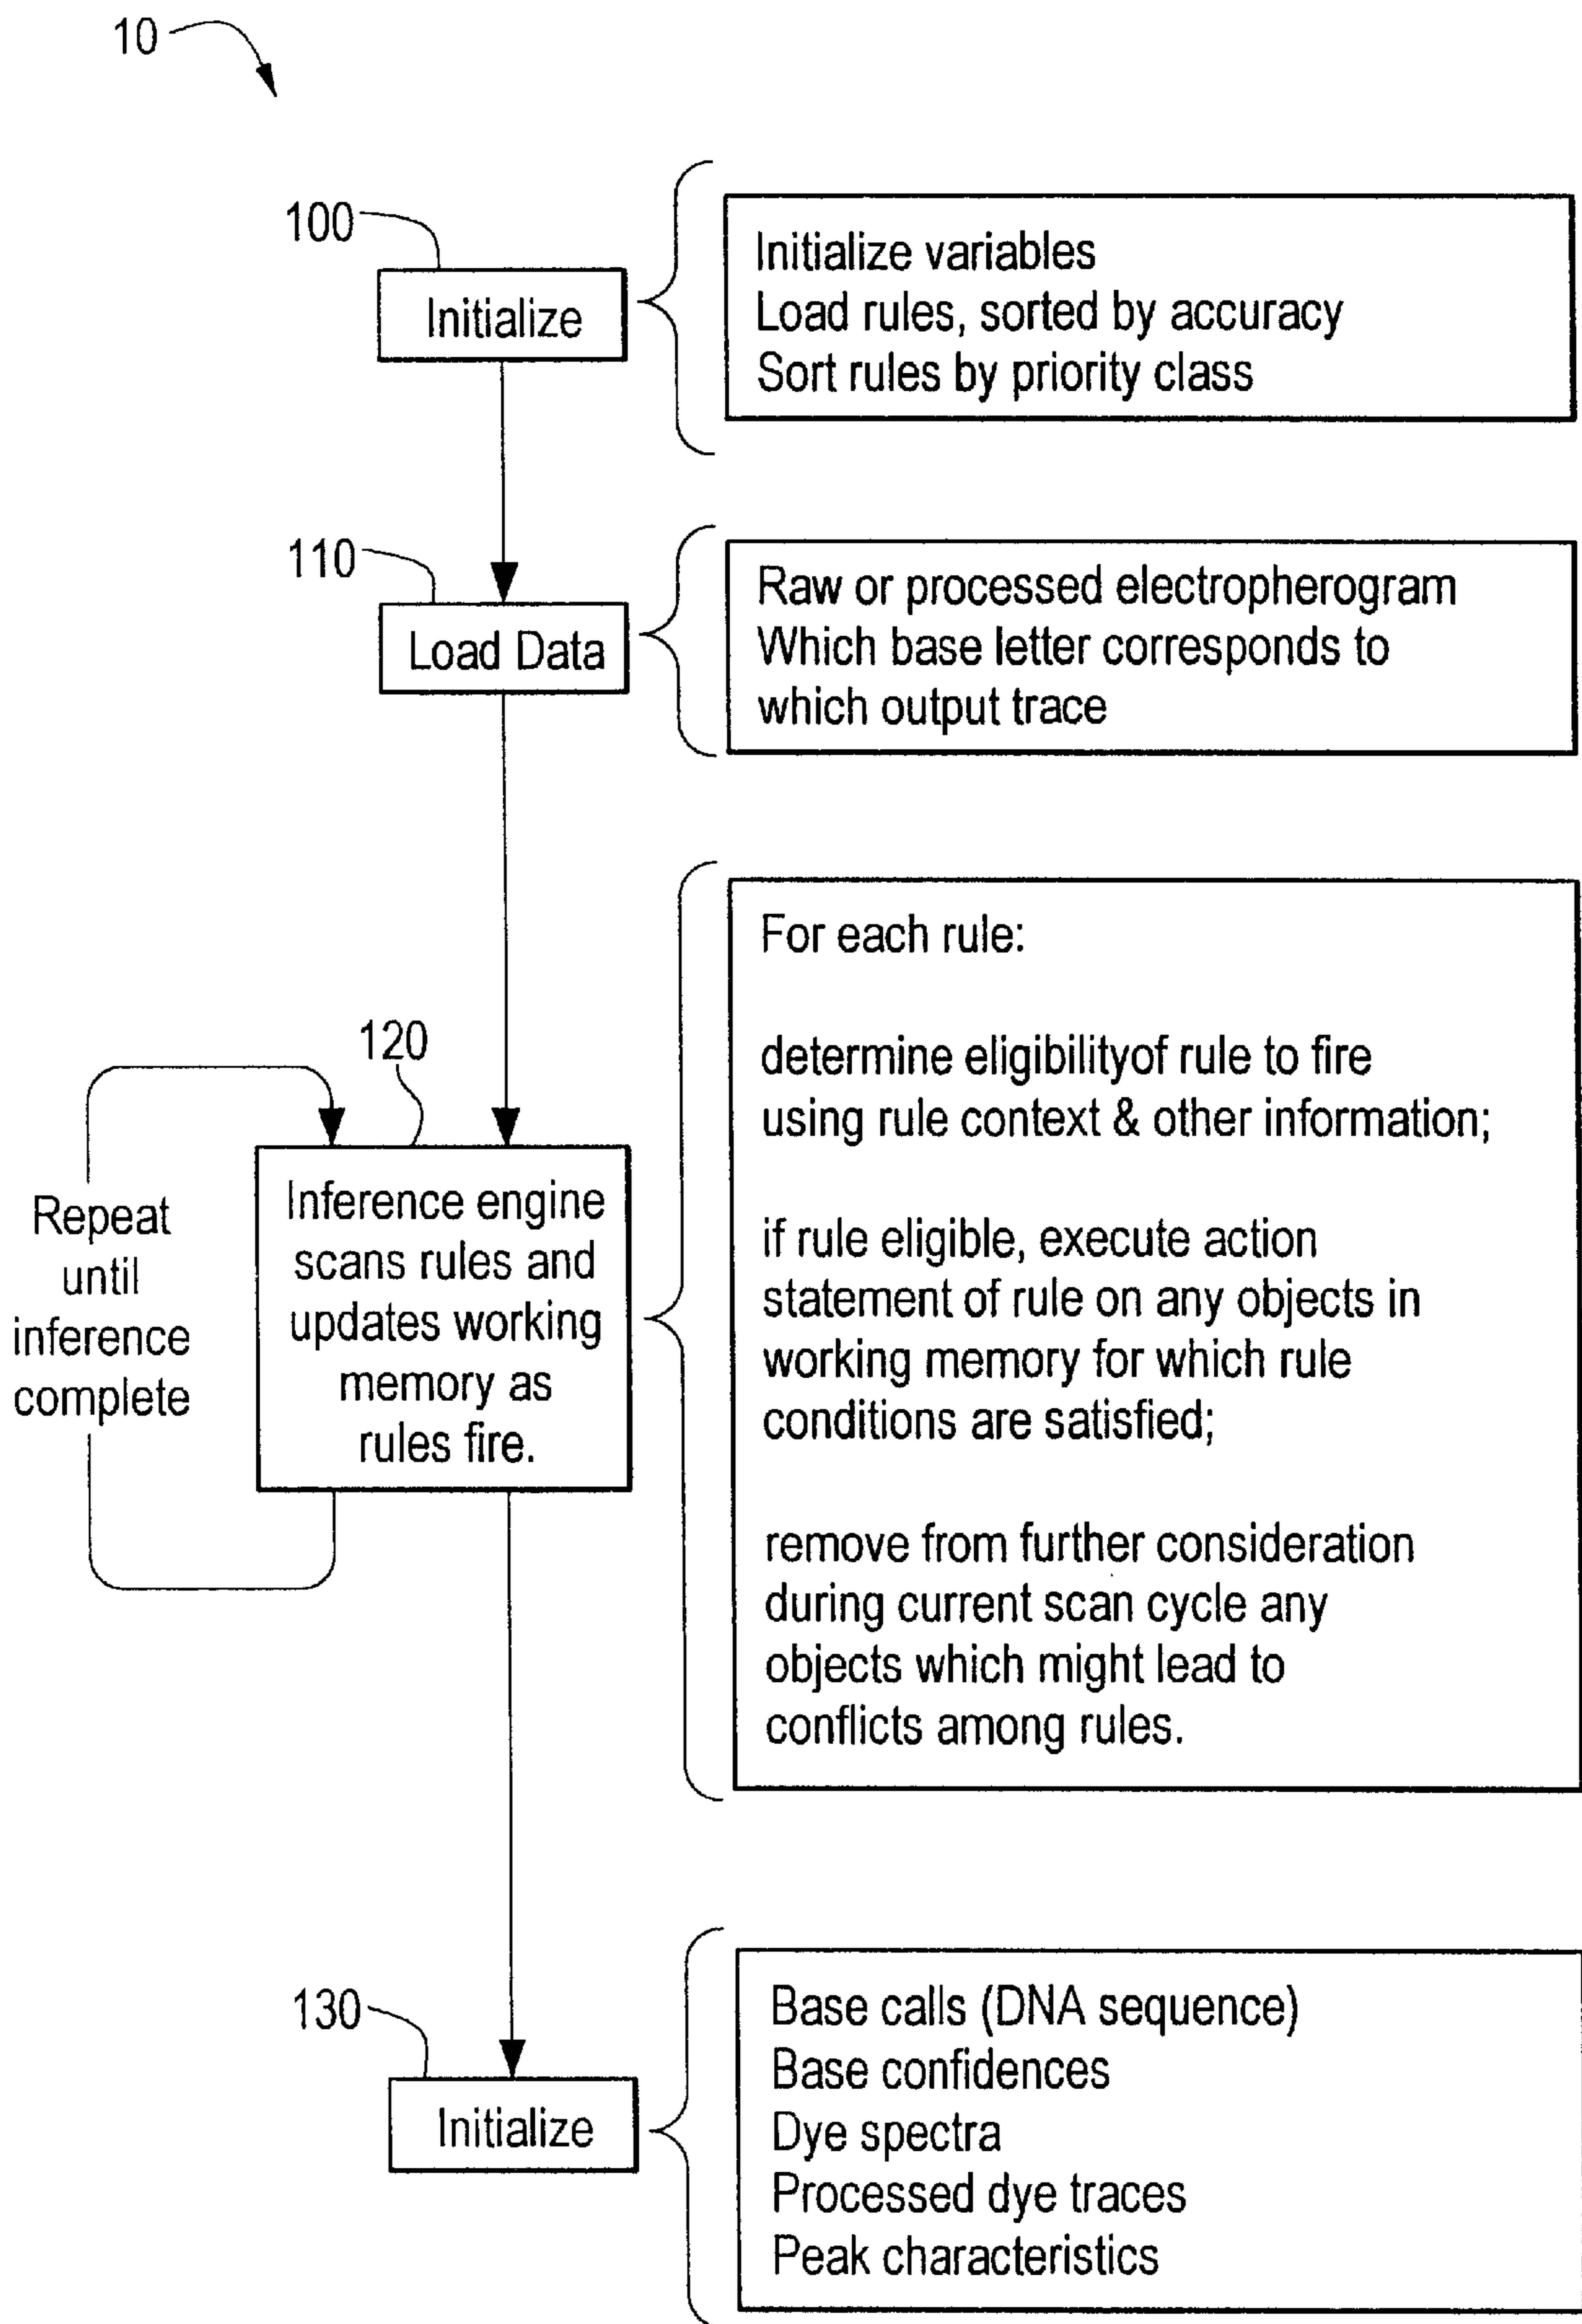 10
100
Initialize
Initialize variables
Load rules, sorted by accuracy
Sort rules by priority class
110
Load Data
Raw or processed electropherogram
Which base letter corresponds to
which output trace
120
Repeat
until
inference
complete
Inference engine
scans rules and
updates working
memory as
rules fire.
For each rule:
determine eligibilityof rule to fire
using rule context & other information;
if rule eligible, execute action
statement of rule on any objects in
working memory for which rule
conditions are satisfied;
remove from further consideration
during current scan cycle any
objects which might lead to
conflicts among rules.
130
Initialize
Base calls (DNA sequence)
Base confidences
Dye spectra
Processed dye traces
Peak characteristics